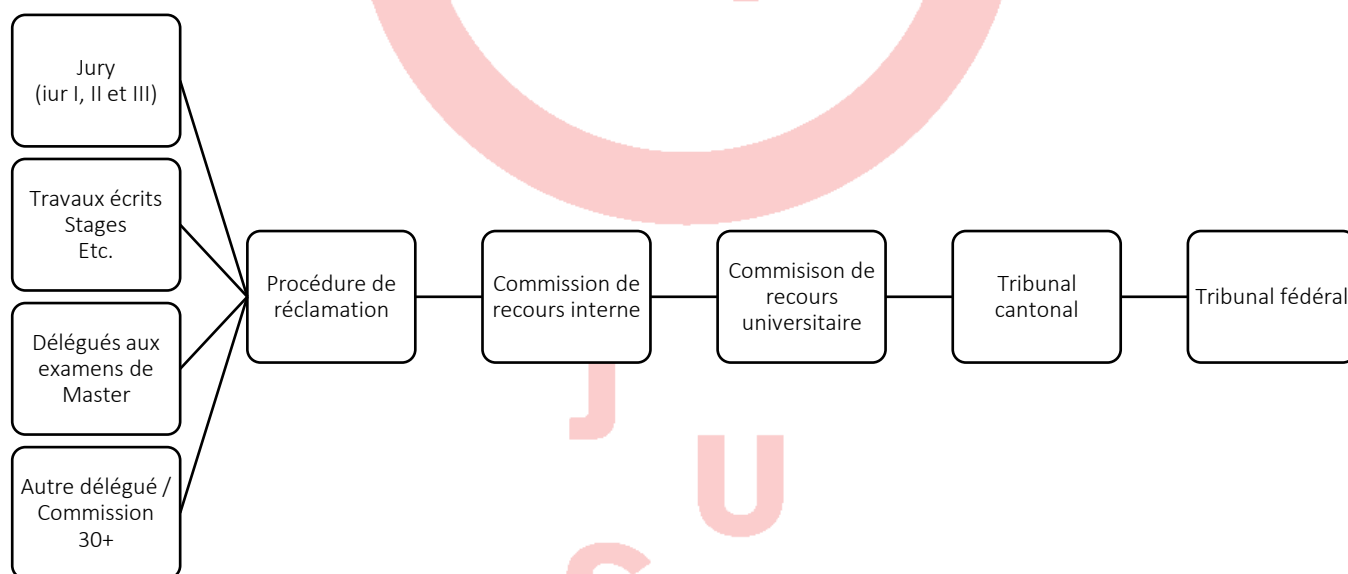 Jury
(iur I, II et III)
Travaux écrits
Stages
Etc.
Délégués aux
examens de
Master
Autre délégué /
Commission
30+
Procédure de
réclamation
Commission de
recours interne
Commisison de
recours
universitaire
Tribunal
cantonal
Tribunal fédéral
J
U